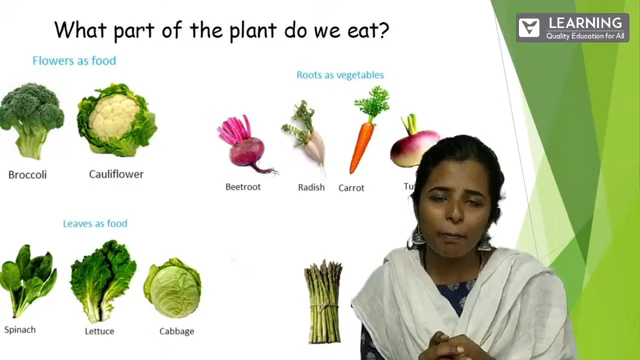 What part of the plant do we eat?
LEARNING
Quality Education for All
Flowers as food
Roots as vegetables
Broccoli
Cauliflower
Beetroot
Radish
Carrot
Leaves as food
Spinach
Lettuce
Cabbage